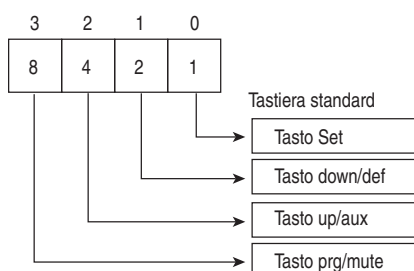 3 2 1 0
8 4 2 1
Tastiera standard
Tasto Set
Tasto down/def
Tasto up/aux
Tasto prg/mute